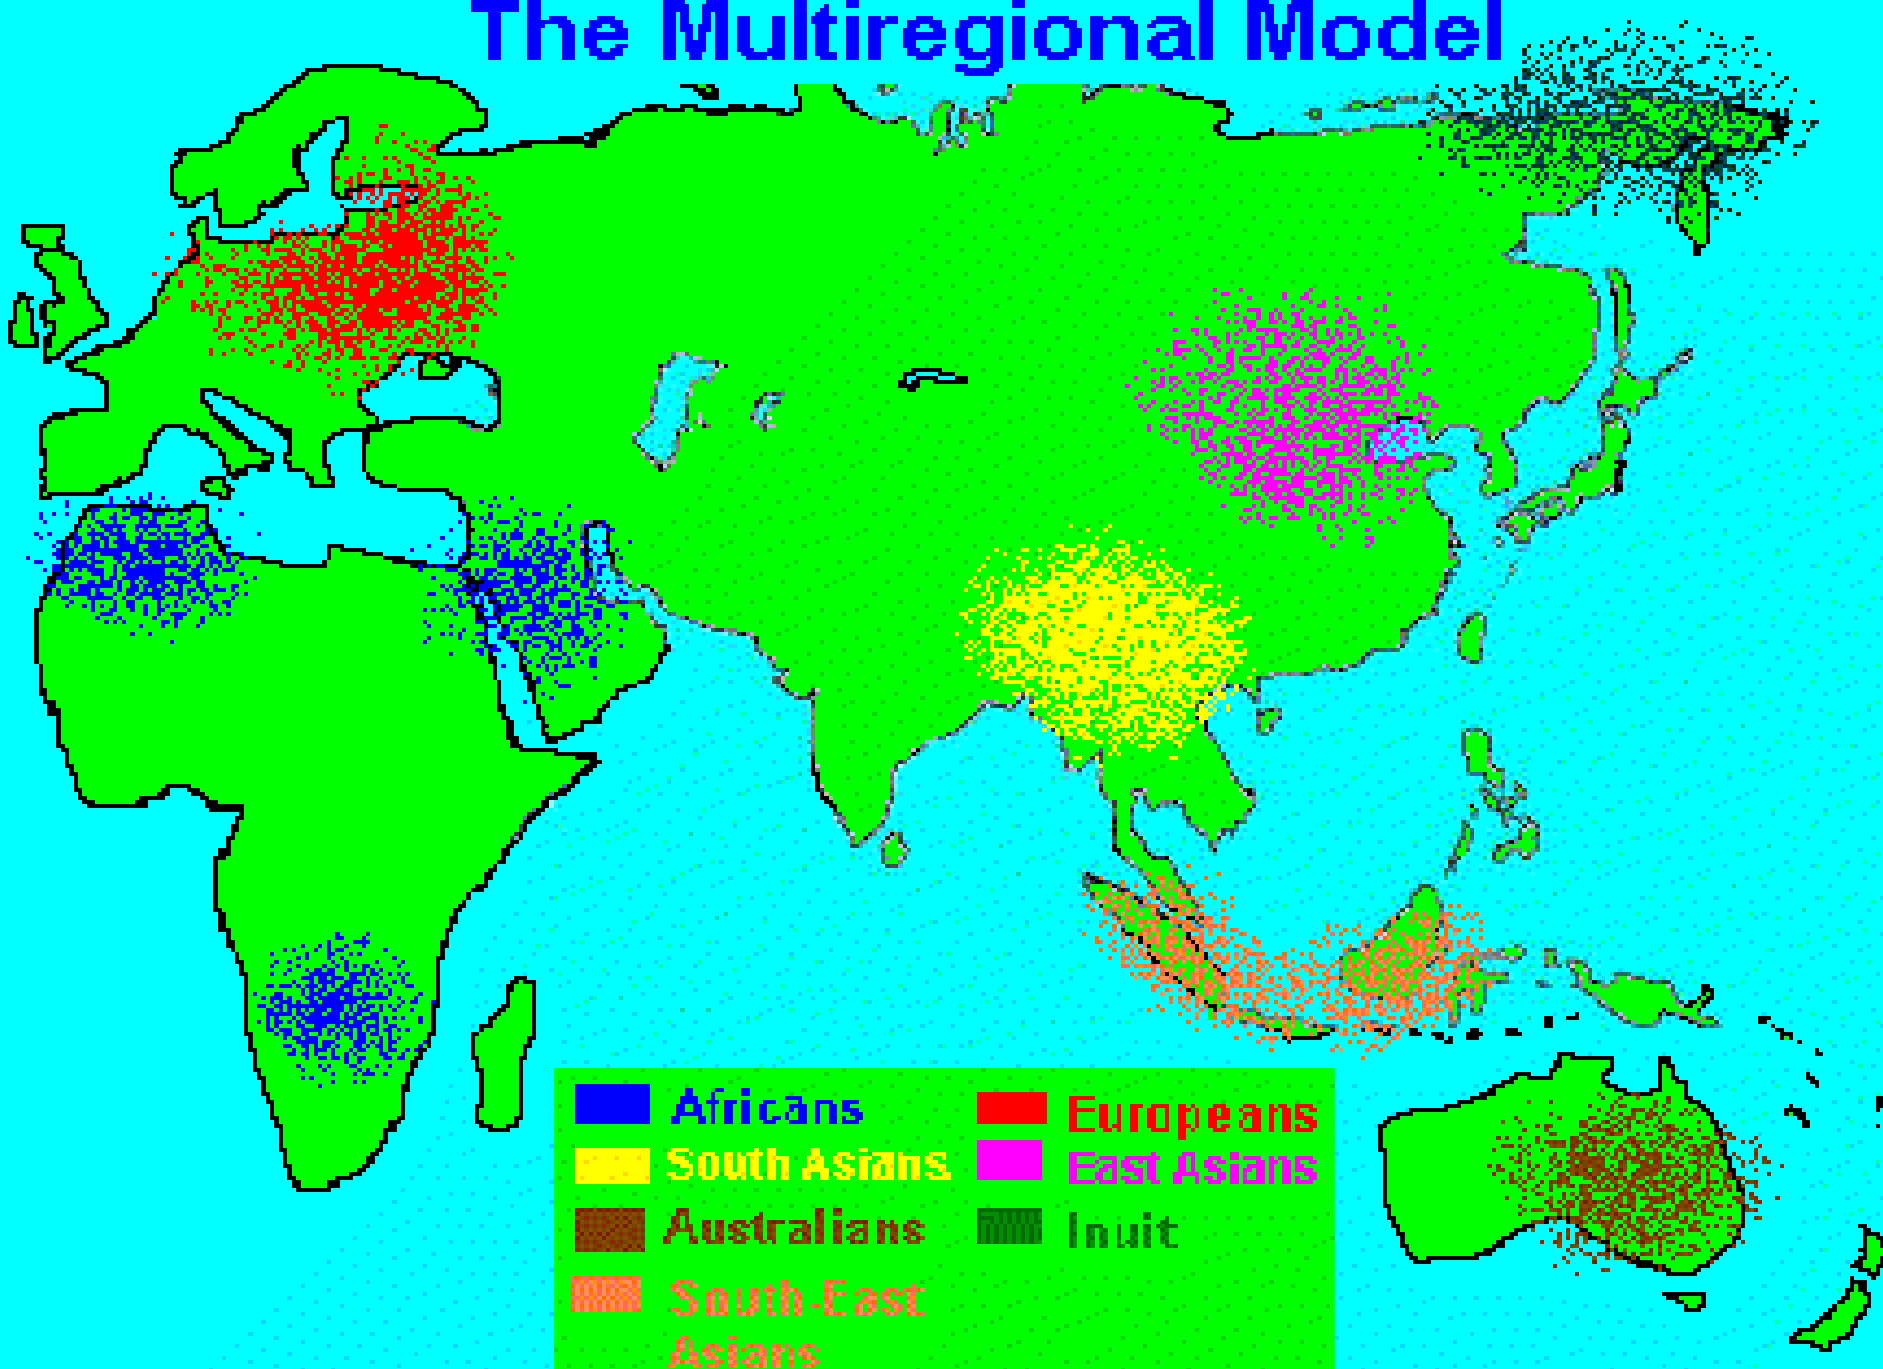 The Multiregional Model
Africans
Europeans
South Asians
East Asians
Australians
Inuit
South-East
Asians